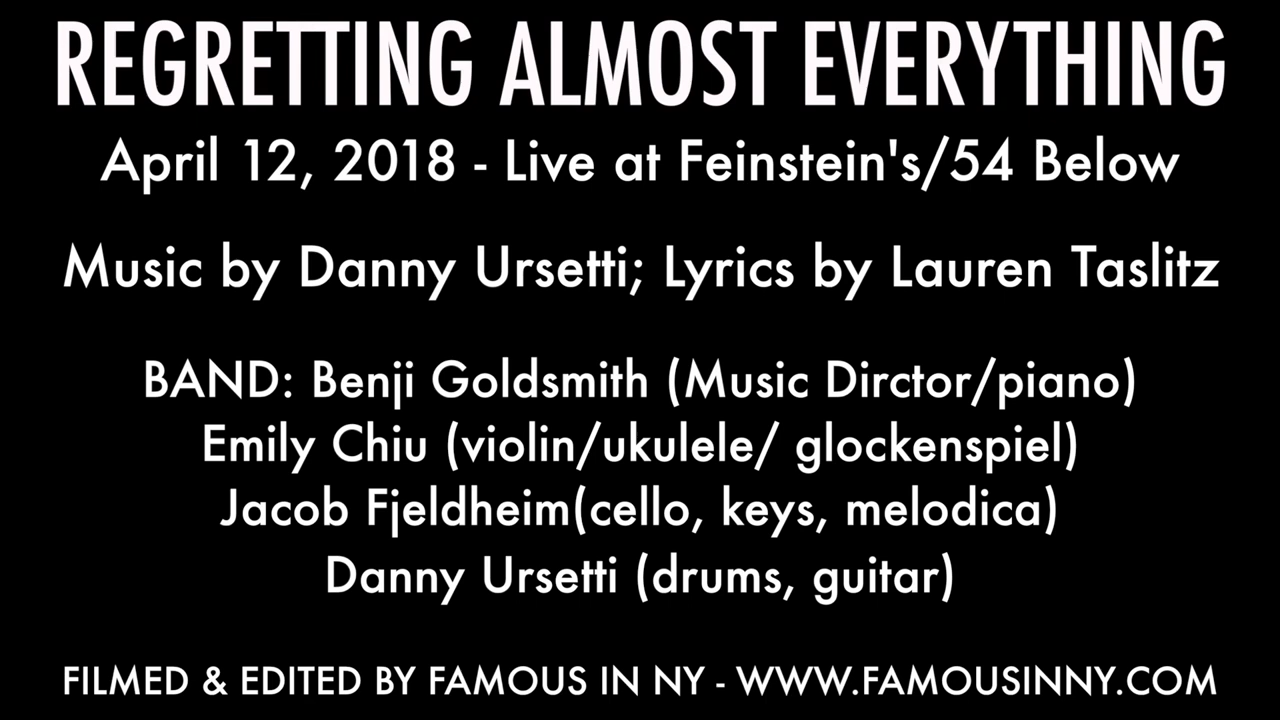 REGRETTING ALMOST EVERYTHING
April 12, 2018 - Live at Feinstein's/54 Below
Music by Danny Ursetti; Lyrics by Lauren Taslitz
BAND: Benji Goldsmith (Music Dirctor/piano)
Emily Chiu (violin/ukulele/ glockenspiel)
Jacob Fjeldheim(cello, keys, melodica)
Danny Ursetti (drums, guitar)
FILMED & EDITED BY FAMOUS IN NY - WWW.FAMOUSINNY.COM